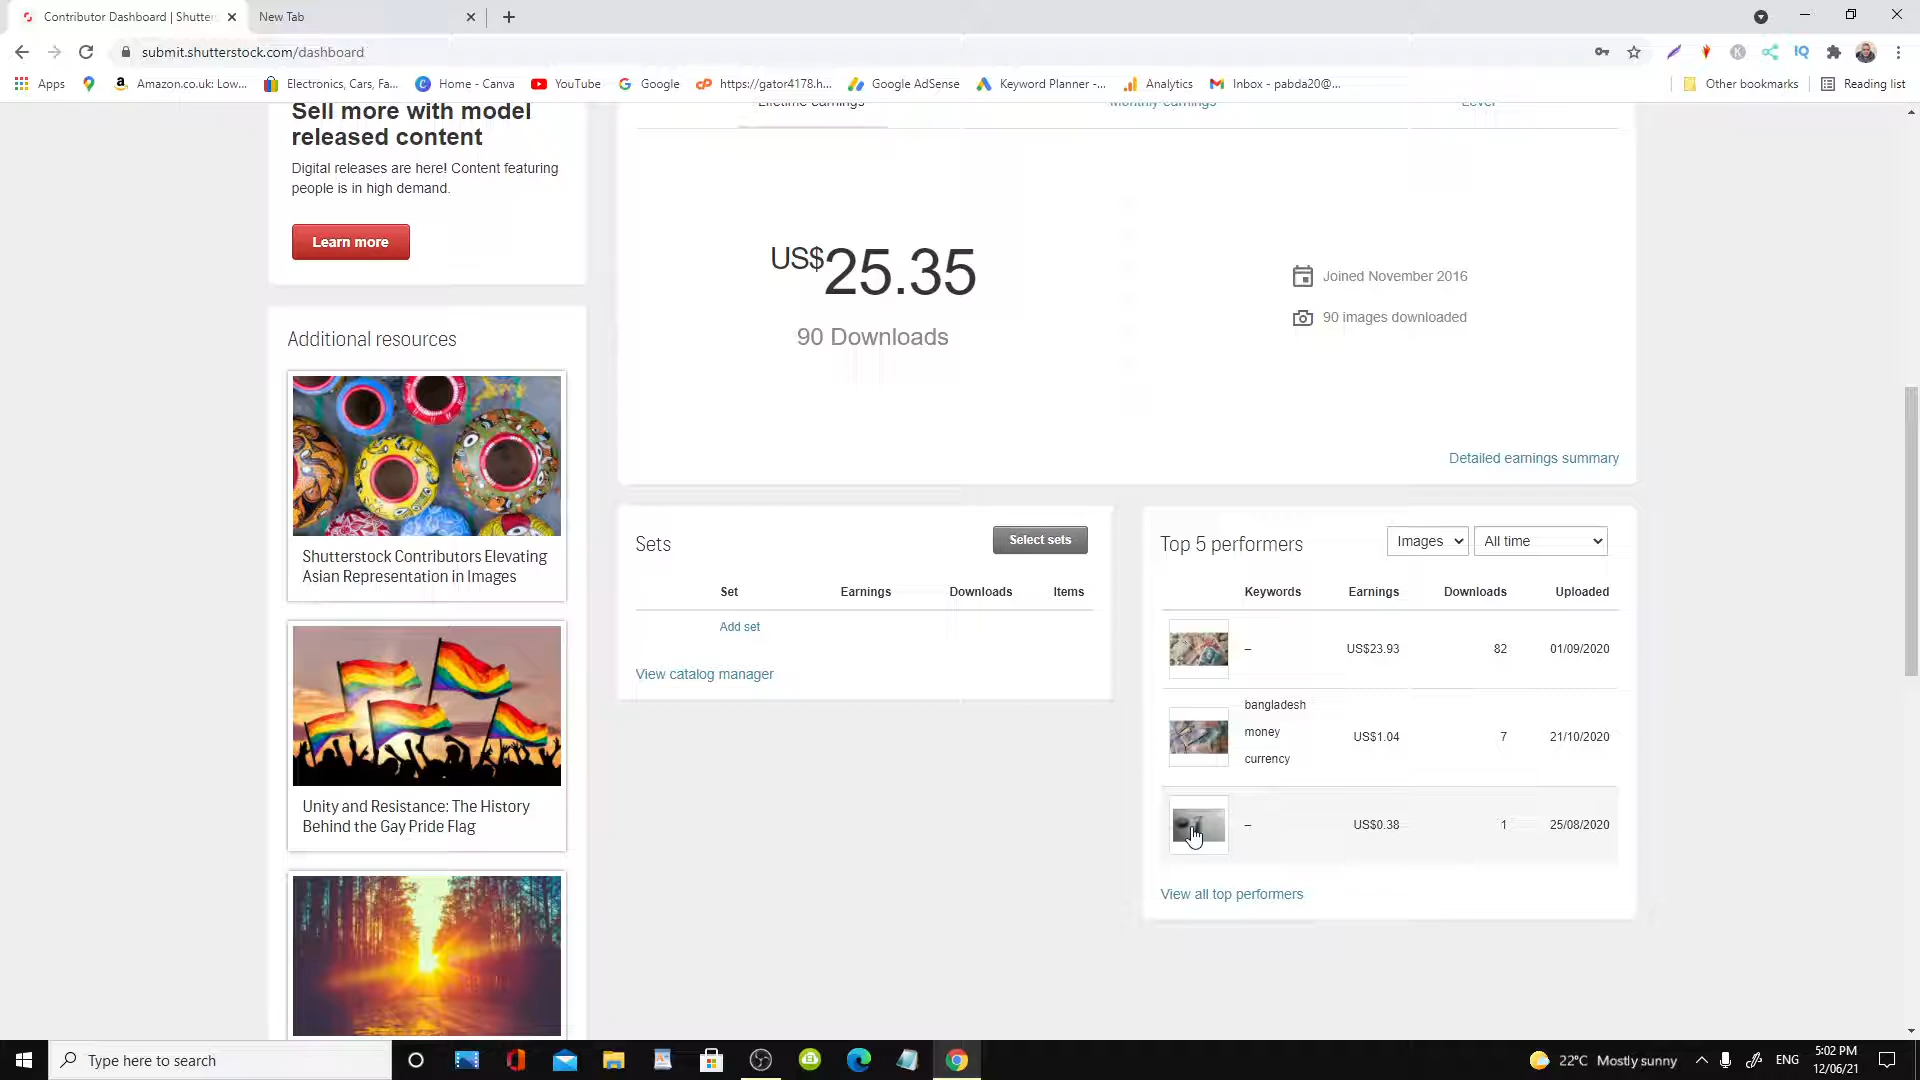 Contributor Dashboard | Shutter
New Tab
submit.shutterstock.com/dashboard
Apps
Amazon.co.uk: Low...
Electronics, Cars, Fa...
Home - Canva
YouTube
Google
https://gator4178.h...
Google AdSense
Keyword Planner -...
Analytics
Inbox - pabda20@...
Other bookmarks
Reading list
Lifetime earnings
Monthly earnings
Level
Sell more with model
released content
Digital releases are here! Content featuring
people is in high demand.
Learn more
US$25.35
90 Downloads
Joined November 2016
90 images downloaded
Detailed earnings summary
Additional resources
Shutterstock Contributors Elevating
Asian Representation in Images
Unity and Resistance: The History
Behind the Gay Pride Flag
Sets
Select sets
Set Earnings Downloads Items
Add set
View catalog manager
Top 5 performers
Images
All time
Keywords Earnings Downloads Uploaded
– US$23.93 82 01/09/2020
bangladesh
money
currency
US$1.04 7 21/10/2020
– US$0.38 1 25/08/2020
View all top performers
Type here to search
22°C Mostly sunny
ENG
5:02 PM
12/06/21